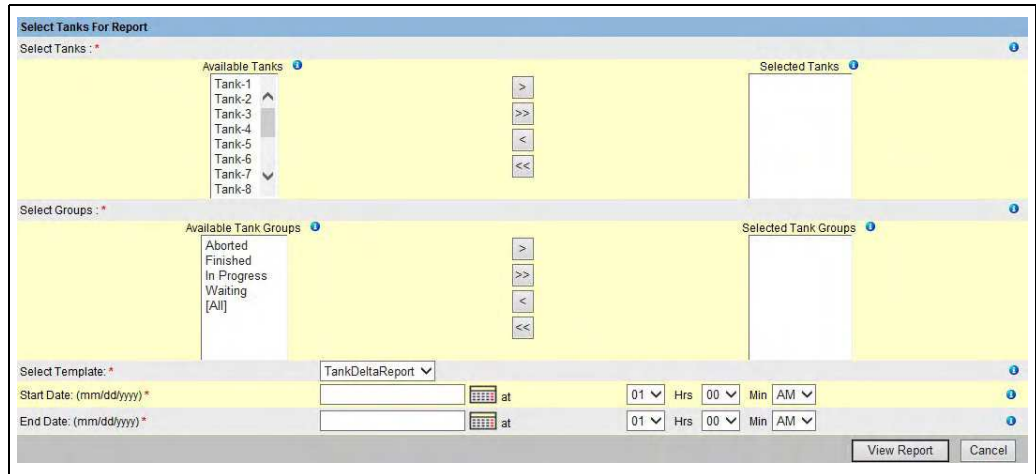 Select Tanks For Report
Select Tanks : *
Available Tanks
Selected Tanks
Tank-1
Tank-2
Tank-3
Tank-4
Tank-5
Tank-6
Tank-7
Tank-8
>
>>
<
<<
Select Groups : *
Available Tank Groups
Selected Tank Groups
Aborted
Finished
In Progress
Waiting
[All]
>
>>
<
<<
Select Template: * TankDeltaReport
Start Date: (mm/dd/yyyy) * at 01 Hrs 00 Min AM
End Date: (mm/dd/yyyy) * at 01 Hrs 00 Min AM
View Report Cancel